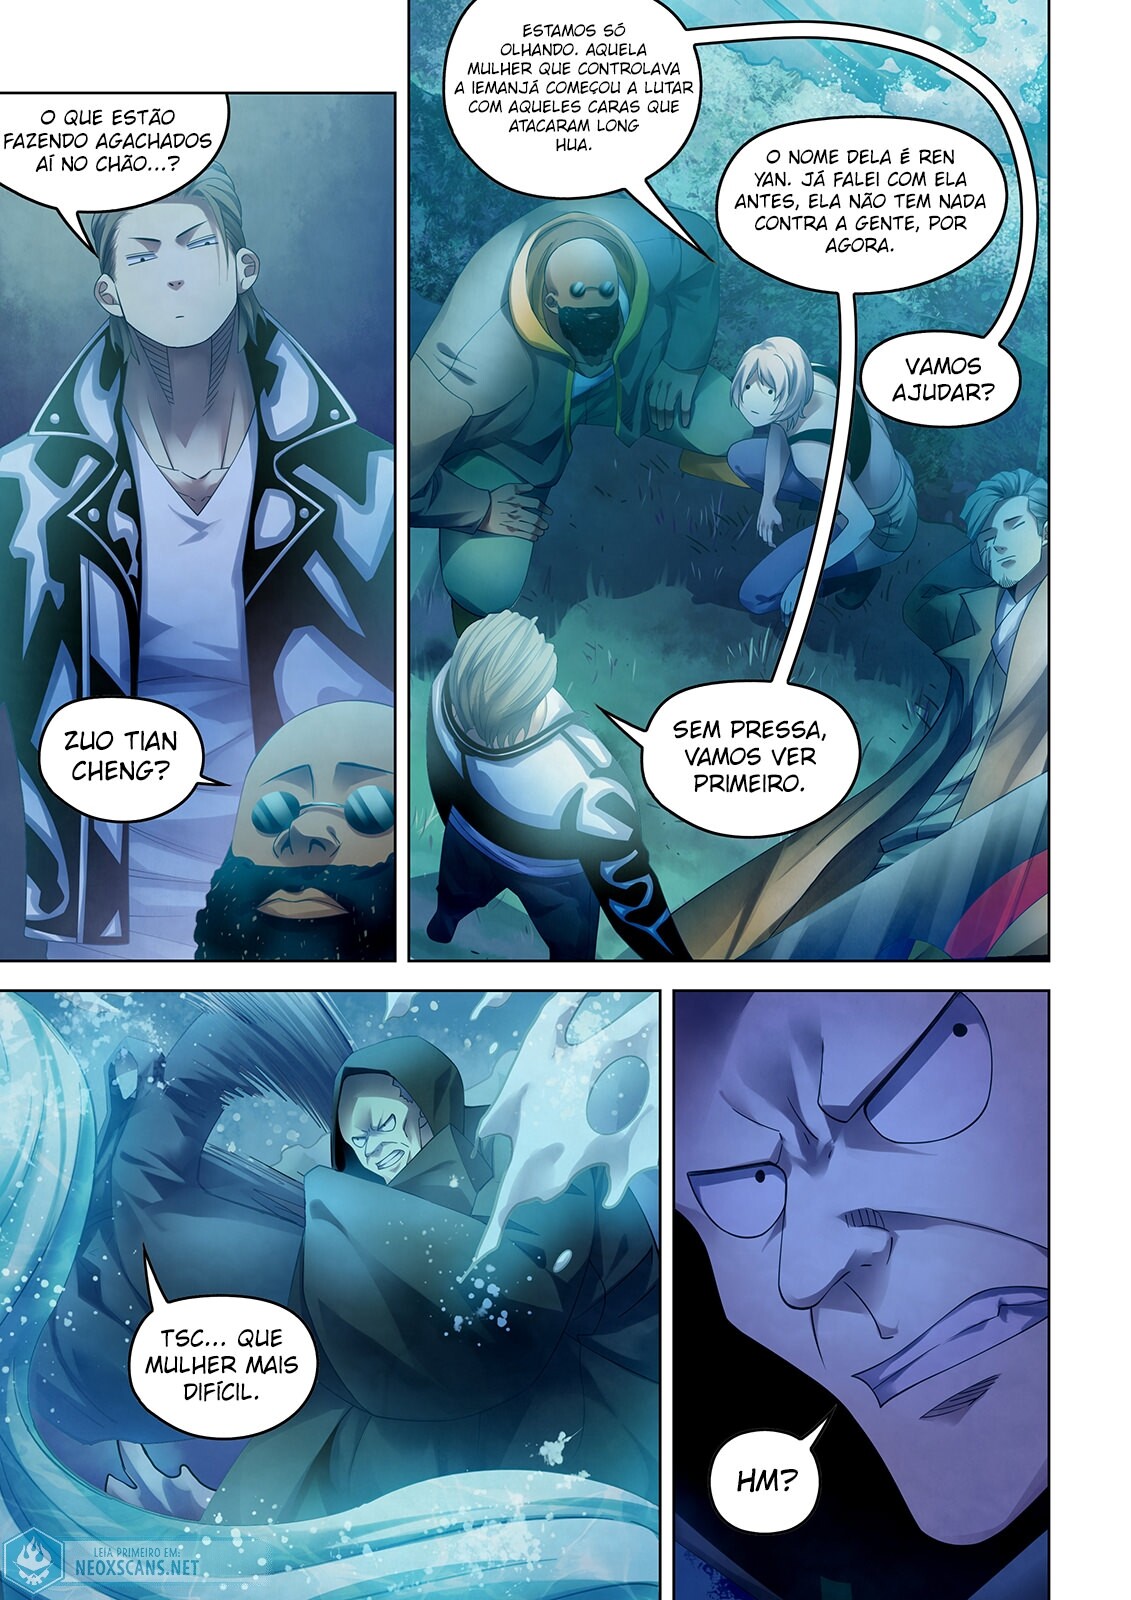 O QUE ESTÃO
FAZENDO AGACHADOS
AÍ NO CHÃO...?
ZUO TIAN
CHENG?
ESTAMOS SÓ
OLHANDO. AQUELA
MULHER QUE CONTROLAVA
A IEMANJÁ COMEÇOU A LUTAR
COM AQUELES CARAS QUE
ATACARAM LONG
HUA.
VAMOS
AJUDAR?
O NOME DELA É REN
YAN. JÁ FALEI COM ELA
ANTES, ELA NÃO TEM NADA
CONTRA A GENTE, POR
AGORA.
SEM PRESSA,
VAMOS VER
PRIMEIRO.
TSC... QUE
MULHER MAIS
DIFÍCIL.
HM?
LEIA PRIMEIRO EM:
NEOXSCANS.NET